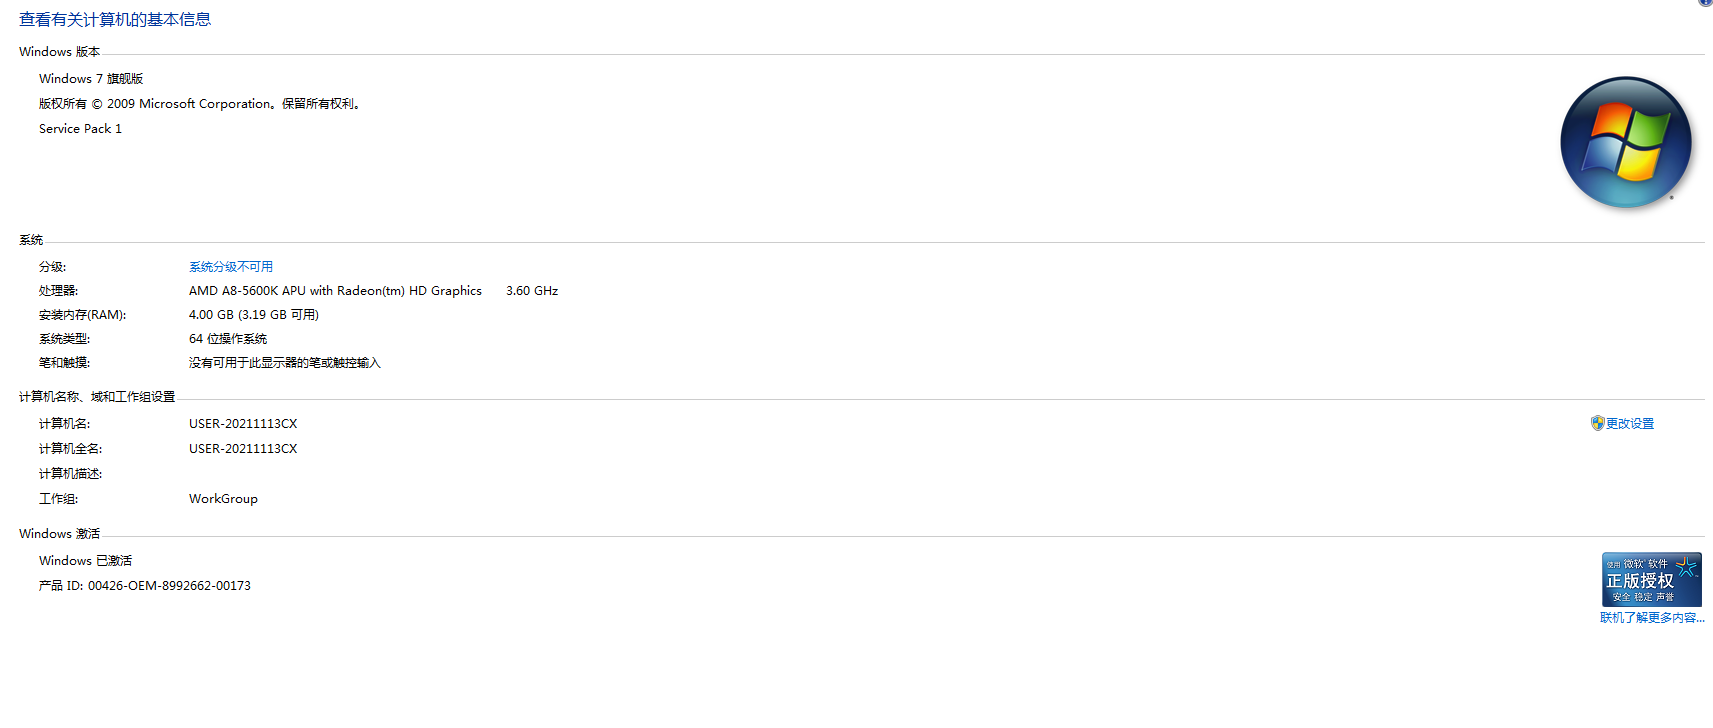 查看有关计算机的基本信息
Windows 版本
Windows 7 旗舰版
版权所有 © 2009 Microsoft Corporation。保留所有权利。
Service Pack 1
系统
分级: 系统分级不可用
处理器: AMD A8-5600K APU with Radeon(tm) HD Graphics 3.60 GHz
安装内存(RAM): 4.00 GB (3.19 GB 可用)
系统类型: 64 位操作系统
笔和触摸: 没有可用于此显示器的笔或触控输入
计算机名称、域和工作组设置
计算机名: USER-20211113CX 更改设置
计算机全名: USER-20211113CX
计算机描述:
工作组: WorkGroup
Windows 激活
Windows 已激活
产品 ID: 00426-OEM-8992662-00173
使用 微软 软件
正版授权
安全 稳定 声誉
联机了解更多内容...